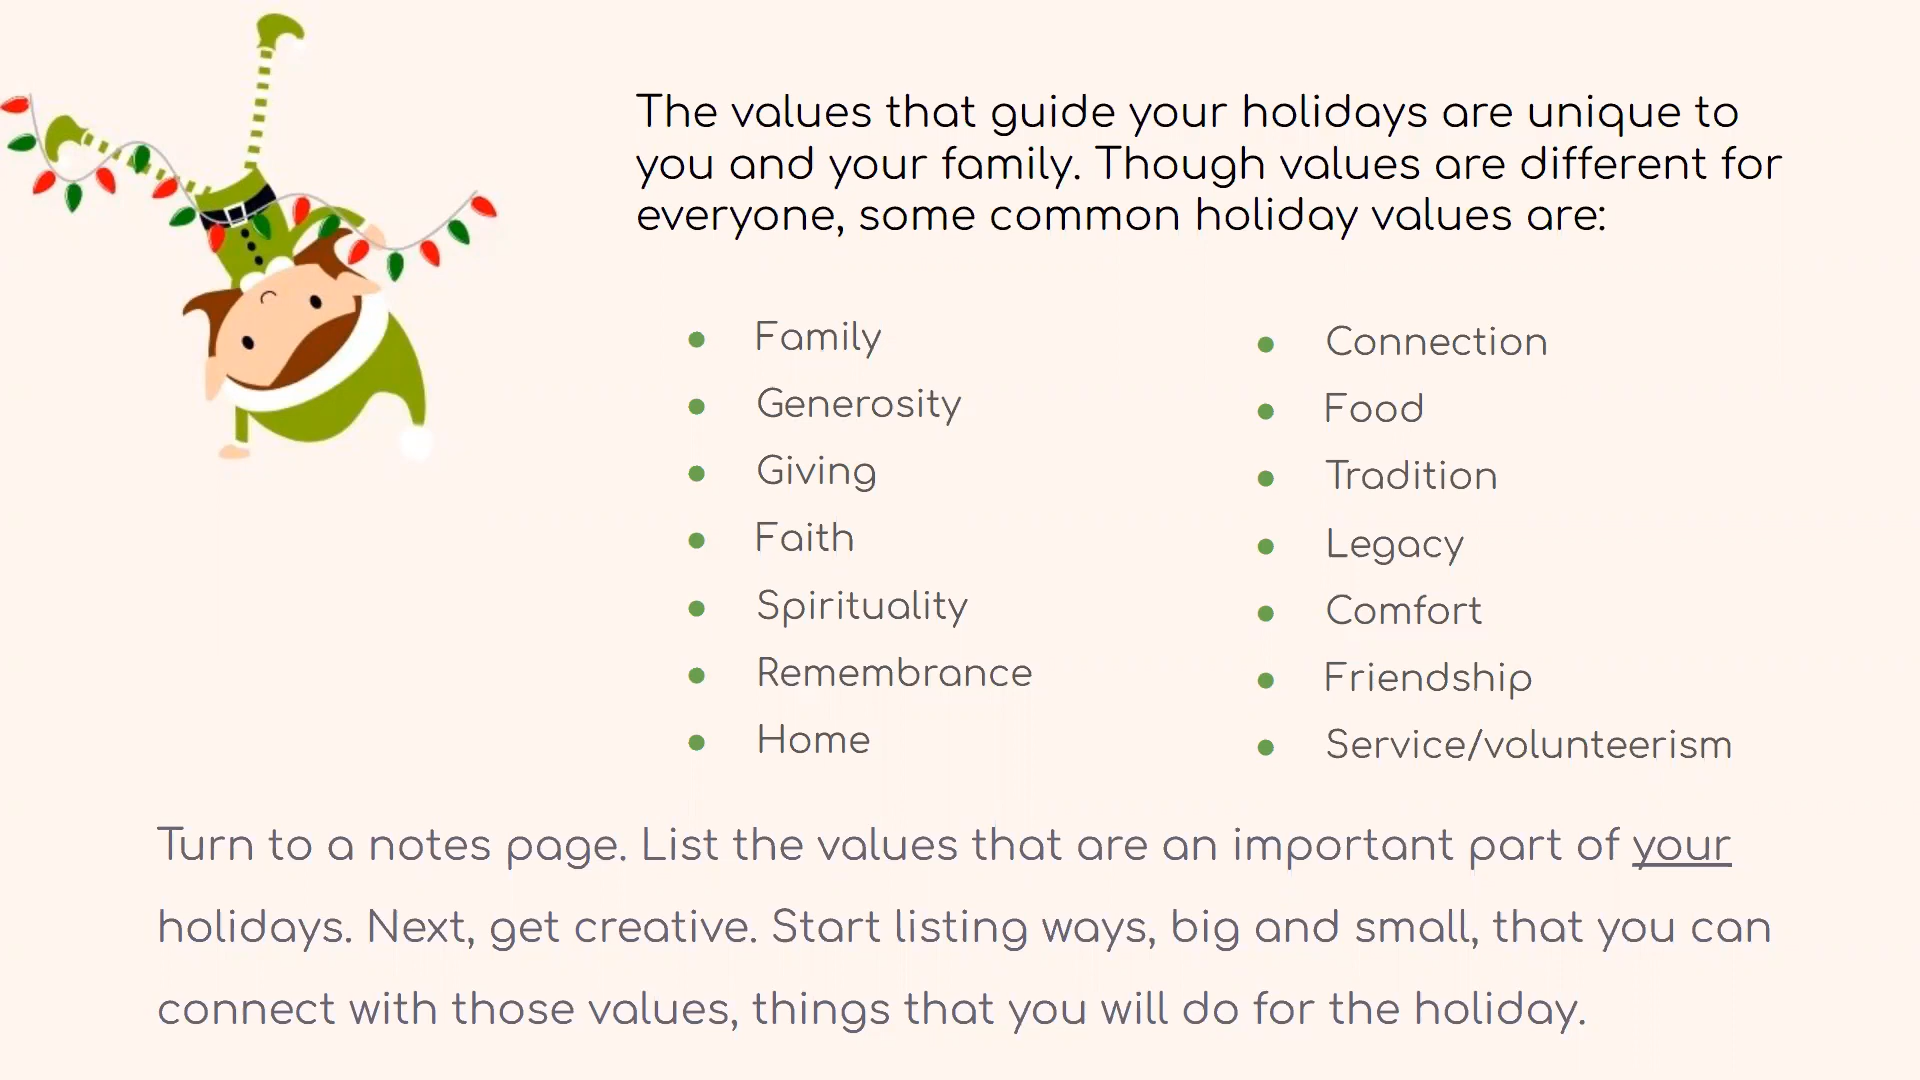 The values that guide your holidays are unique to
you and your family. Though values are different for
everyone, some common holiday values are:
● Family
● Generosity
● Giving
● Faith
● Spirituality
● Remembrance
● Home
● Connection
● Food
● Tradition
● Legacy
● Comfort
● Friendship
● Service/volunteerism
Turn to a notes page. List the values that are an important part of your
holidays. Next, get creative. Start listing ways, big and small, that you can
connect with those values, things that you will do for the holiday.